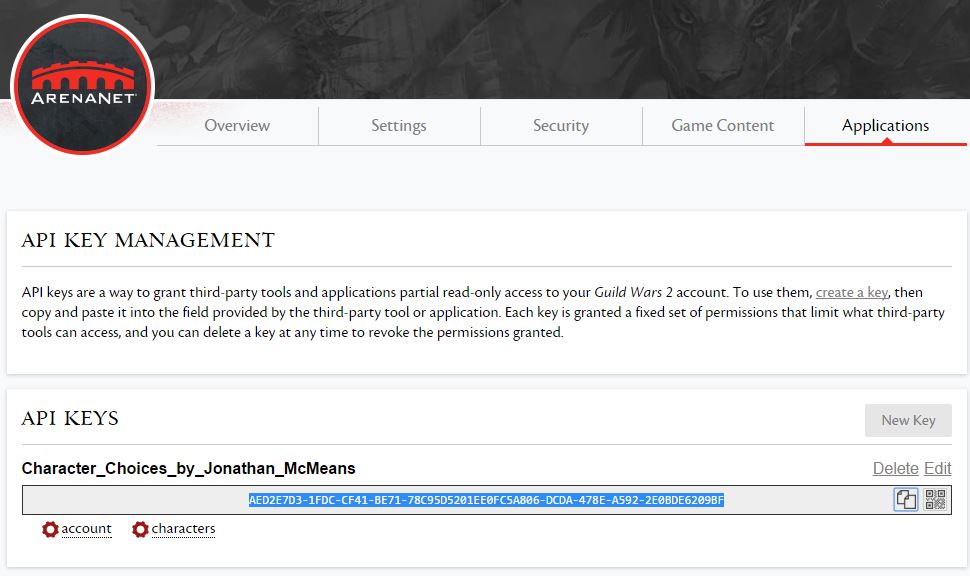 ARENANET
Overview
Settings
Security
Game Content
Applications
API KEY MANAGEMENT
API keys are a way to grant third-party tools and applications partial read-only access to your Guild Wars 2 account. To use them, create a key, then
copy and paste it into the field provided by the third-party tool or application. Each key is granted a fixed set of permissions that limit what third-party
tools can access, and you can delete a key at any time to revoke the permissions granted.
API KEYS
New Key
Character_Choices_by_Jonathan_McMeans
Delete Edit
AED2E7D3-1FDC-CF41-BE71-78C95D5201EE0FC5A806-DCDA-478E-A592-2E0BDE6209BF
account
characters